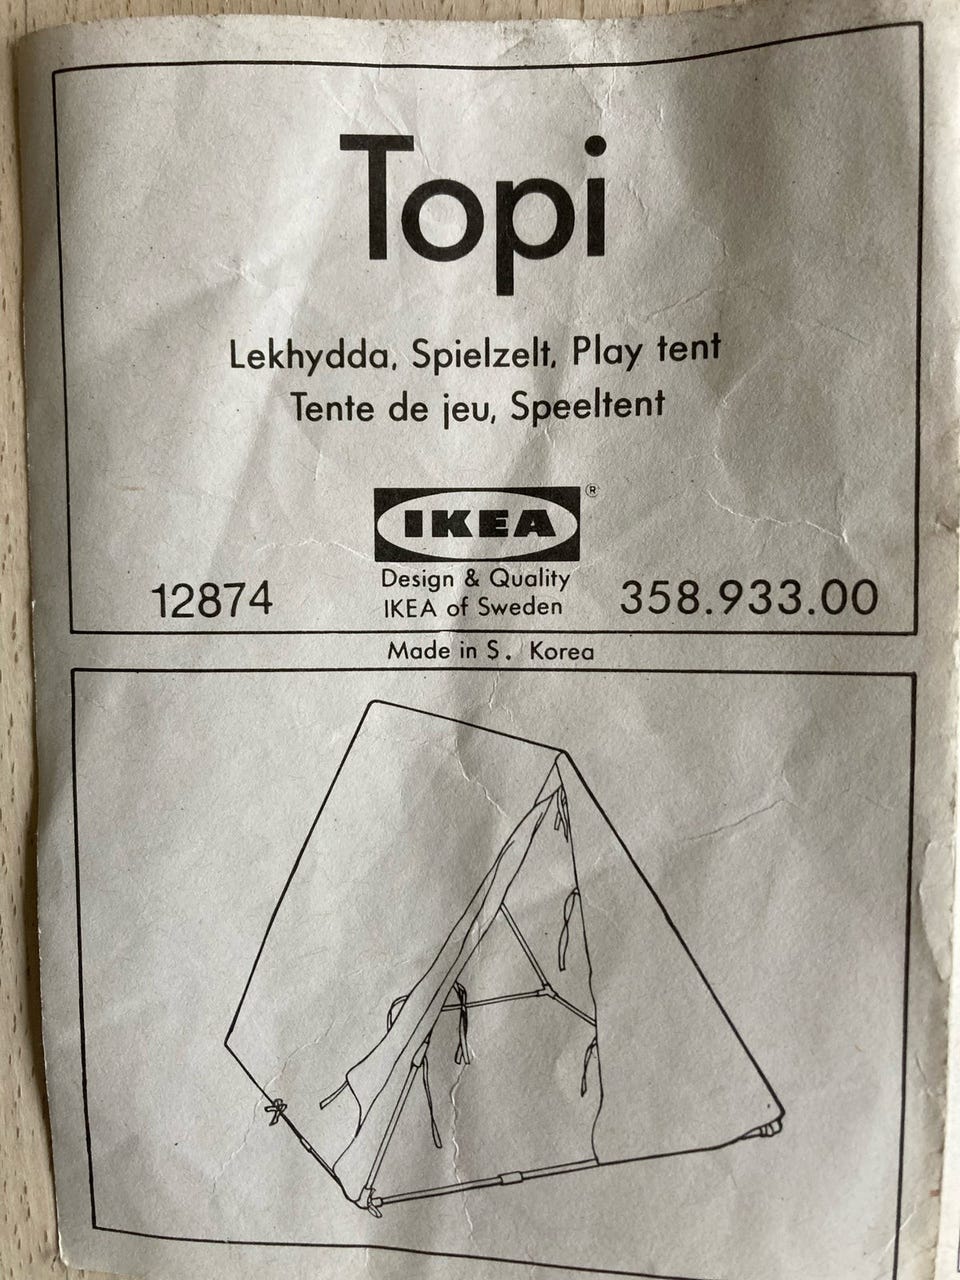 Topi
Lekhydda, Spielzelt, Play tent
Tente de jeu, Speeltent
IKEA ®
Design & Quality
IKEA of Sweden
12874
358.933.00
Made in S. Korea